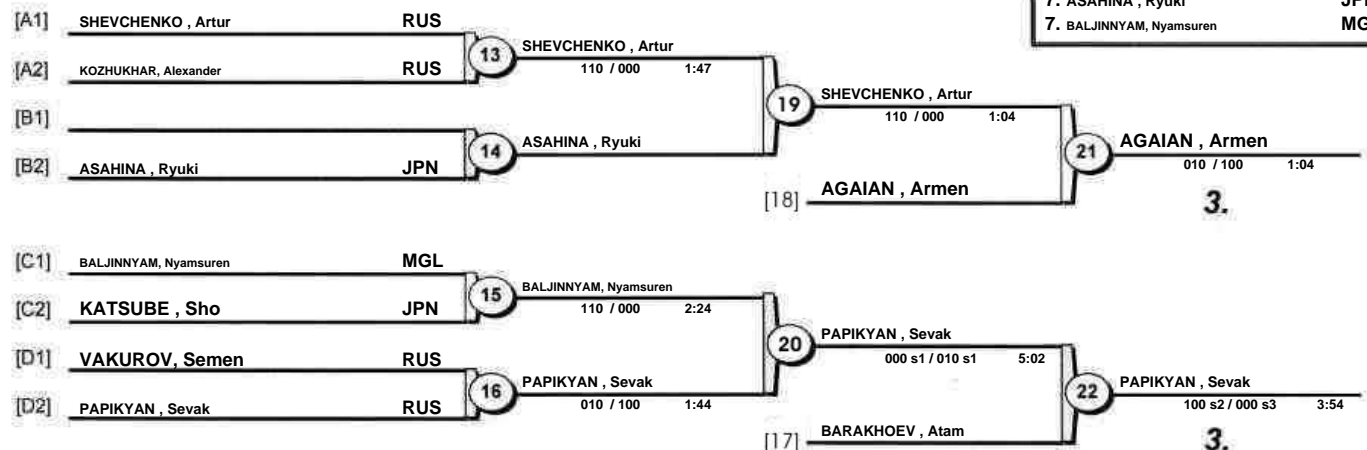 7. ASAHINA , Ryuki
7. BALJINNYAM, Nyamsuren
[A1] SHEVCHENKO , Artur RUS
[A2] KOZHUKHAR, Alexander RUS
13
SHEVCHENKO , Artur
110 / 000 1:47
[B1]
[B2] ASAHINA , Ryuki JPN
14
ASAHINA , Ryuki
19
SHEVCHENKO , Artur
110 / 000 1:04
[18] AGAIAN , Armen
21
AGAIAN , Armen
010 / 100 1:04
3.
[C1] BALJINNYAM, Nyamsuren MGL
[C2] KATSUBE , Sho JPN
15
BALJINNYAM, Nyamsuren
110 / 000 2:24
[D1] VAKUROV, Semen RUS
[D2] PAPIKYAN , Sevak RUS
16
PAPIKYAN , Sevak
010 / 100 1:44
20
PAPIKYAN , Sevak
000 s1 / 010 s1 5:02
[17] BARAKHOEV , Atam
22
PAPIKYAN , Sevak
100 s2 / 000 s3 3:54
3.